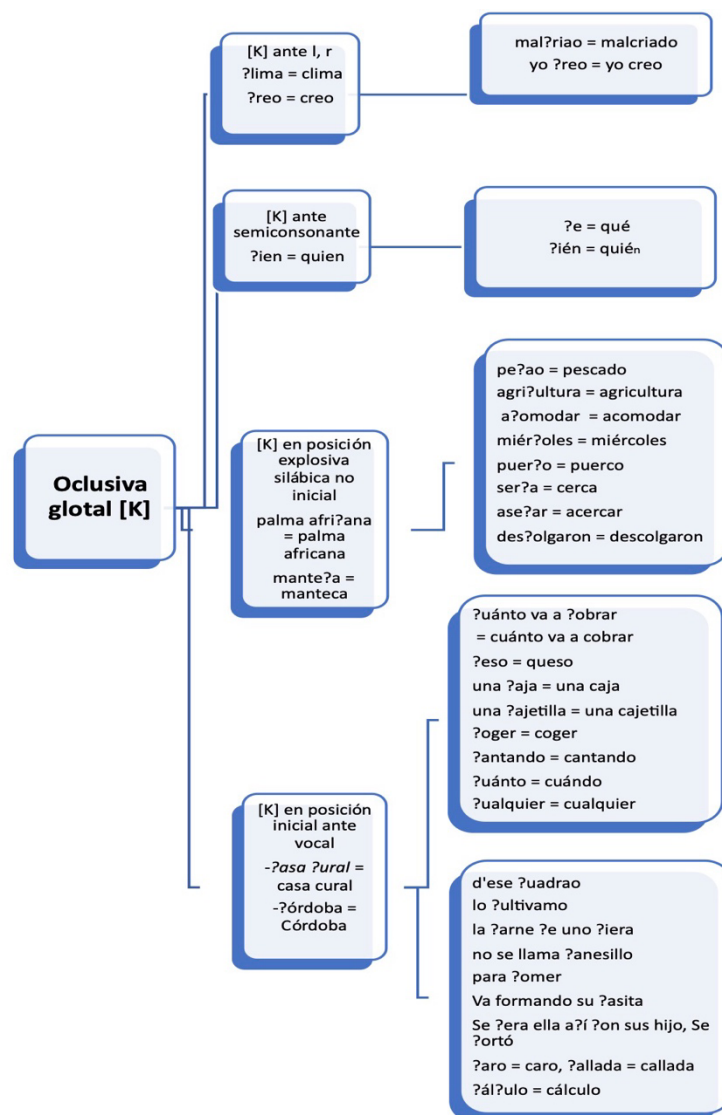 Oclusiva
glotal [K]
[K] ante l, r
?lima = clima
?reo = creo
mal?riao = malcriado
yo ?reo = yo creo
[K] ante
semiconsonante
?ien = quien
?e = qué
?ién = quién
[K] en posición
explosiva
silábica no
inicial
palma afri?ana
= palma
africana
mante?a =
manteca
pe?ao = pescado
agri?ultura = agricultura
a?omodar = acomodar
miér?oles = miércoles
puer?o = puerco
ser?a = cerca
ase?ar = acercar
des?olgaron = descolgaron
[K] en posición
inicial ante
vocal
-?asa ?ural =
casa cural
-?órdoba =
Córdoba
?uánto va a ?obrar
= cuánto va a cobrar
?eso = queso
una ?aja = una caja
una ?ajetilla = una cajetilla
?oger = coger
?antando = cantando
?uánto = cuándo
?ualquier = cualquier
d'ese ?uadrao
lo ?ultivamo
la ?arne ?e uno ?iera
no se llama ?anesillo
para ?omer
Va formando su ?asita
Se ?era ella a?í ?on sus hijo, Se
?ortó
?aro = caro, ?allada = callada
?ál?ulo = cálculo